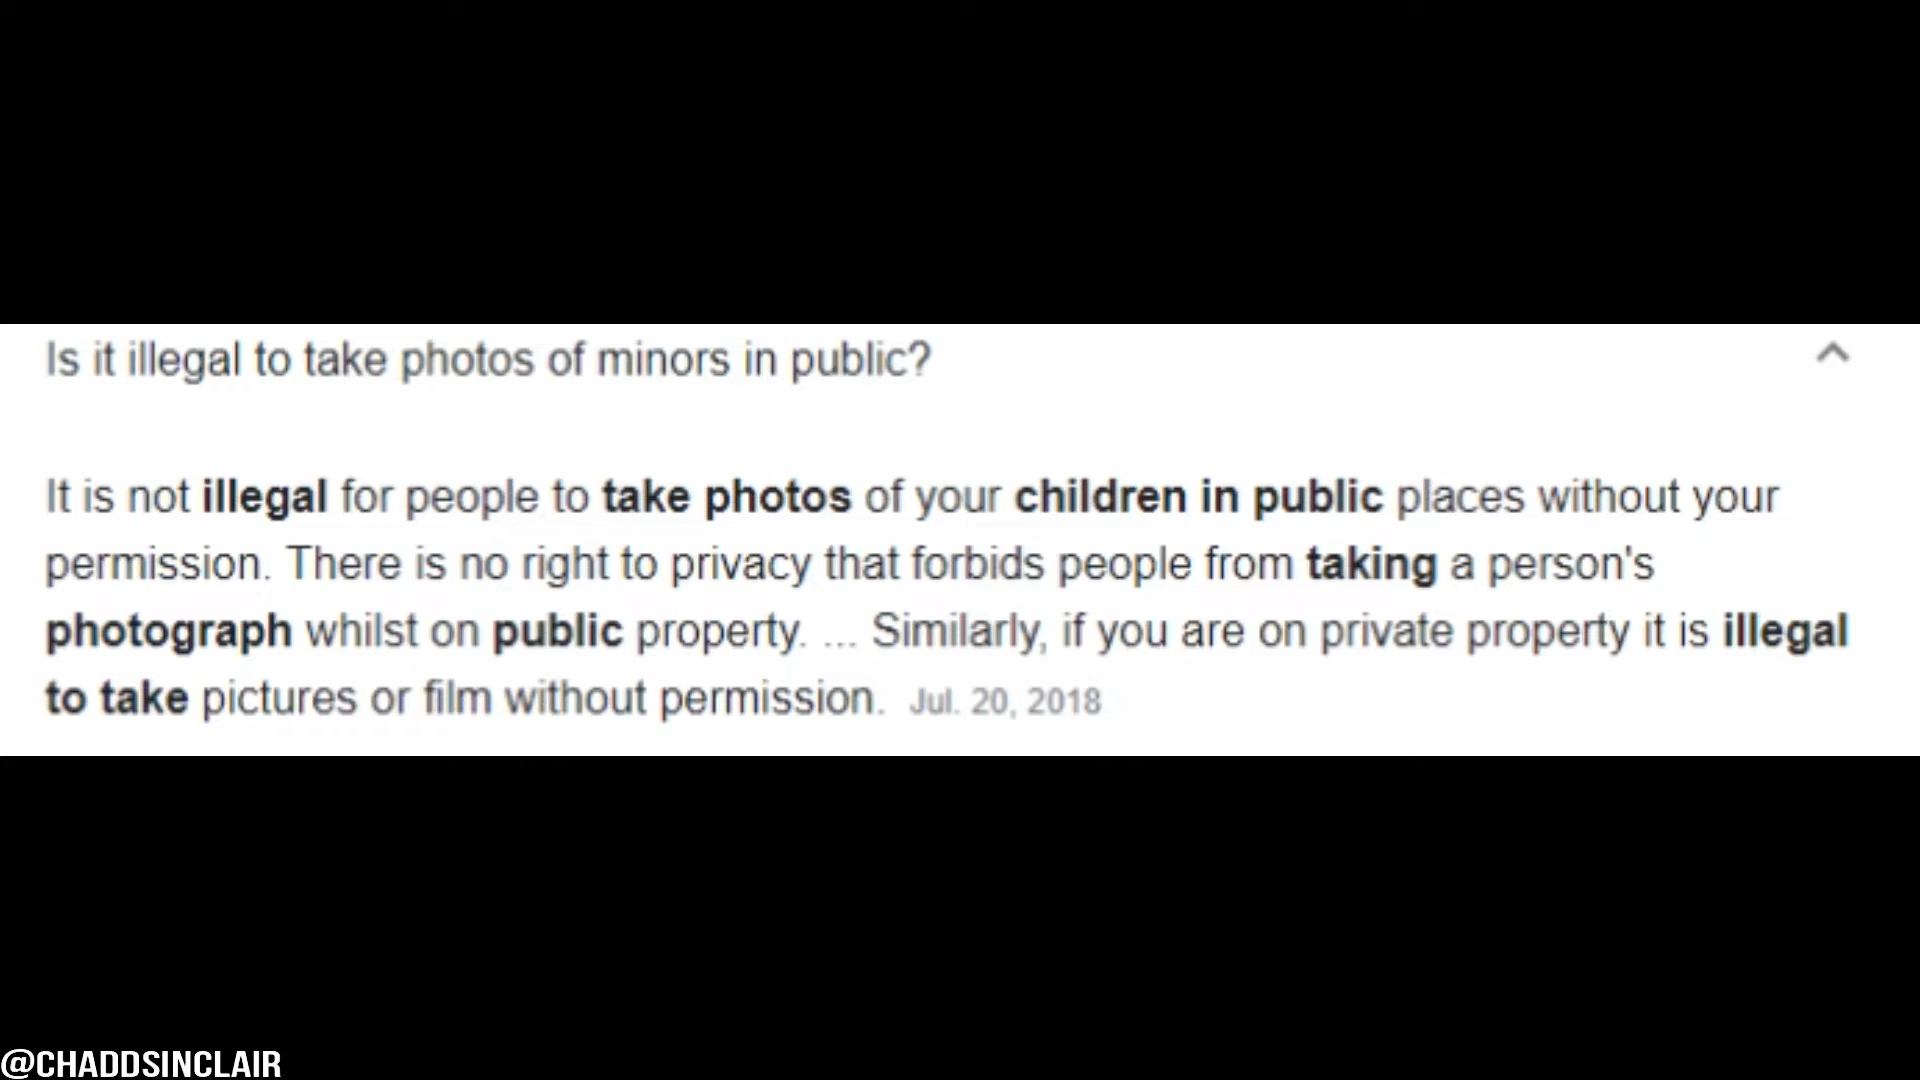 Is it illegal to take photos of minors in public?
It is not illegal for people to take photos of your children in public places without your
permission. There is no right to privacy that forbids people from taking a person's
photograph whilst on public property. ... Similarly, if you are on private property it is illegal
to take pictures or film without permission. Jul. 20, 2018
@CHADDSINCLAIR